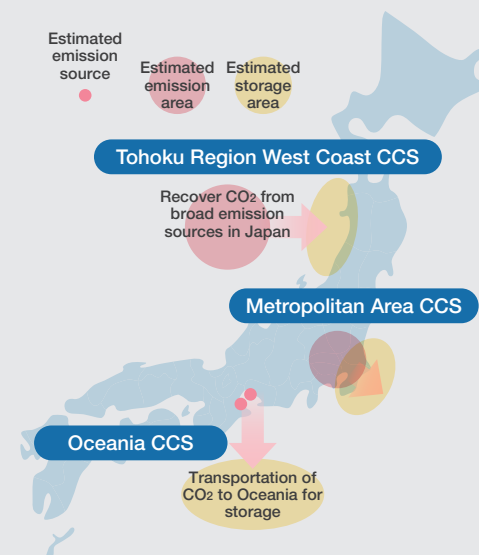 Estimated
emission
source
Estimated
emission
area
Estimated
storage
area
Tohoku Region West Coast CCS
Recover CO₂ from
broad emission
sources in Japan
Metropolitan Area CCS
Oceania CCS
Transportation of
CO₂ to Oceania for
storage